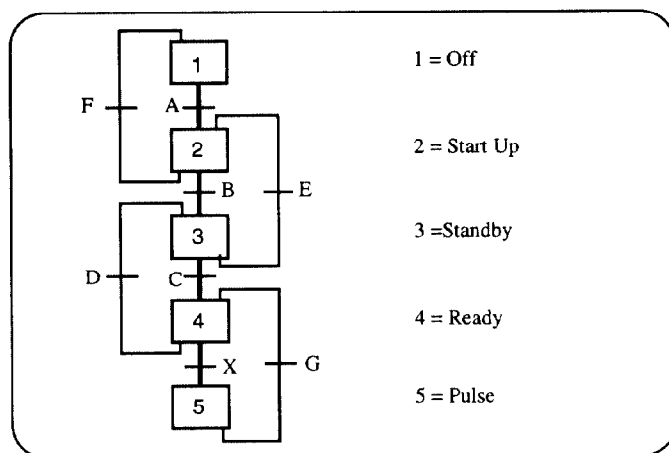 1
1 = Off
F
A
2
2 = Start Up
B
E
3
3 =Standby
D
C
4
4 = Ready
X
G
5
5 = Pulse